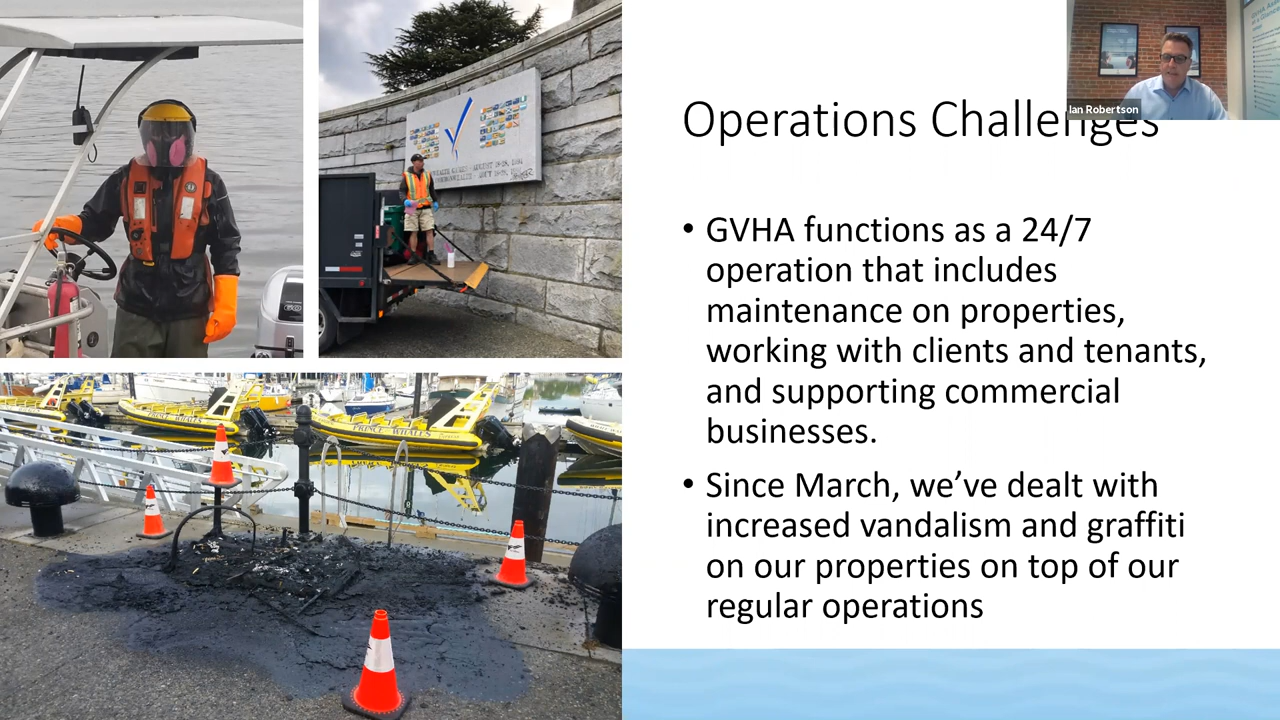 Ian Robertson
Operations Challenges
• GVHA functions as a 24/7
operation that includes
maintenance on properties,
working with clients and tenants,
and supporting commercial
businesses.
• Since March, we've dealt with
increased vandalism and graffiti
on our properties on top of our
regular operations
PRINCE WHALES